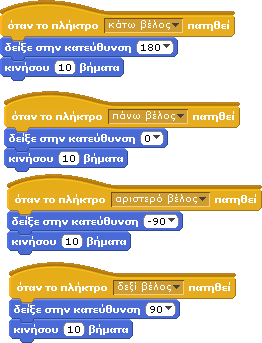 όταν το πλήκτρο κάτω βέλος πατηθεί
δείξε στην κατεύθυνση 180
κινήσου 10 βήματα
όταν το πλήκτρο πάνω βέλος πατηθεί
δείξε στην κατεύθυνση 0
κινήσου 10 βήματα
όταν το πλήκτρο αριστερό βέλος πατηθεί
δείξε στην κατεύθυνση -90
κινήσου 10 βήματα
όταν το πλήκτρο δεξί βέλος πατηθεί
δείξε στην κατεύθυνση 90
κινήσου 10 βήματα